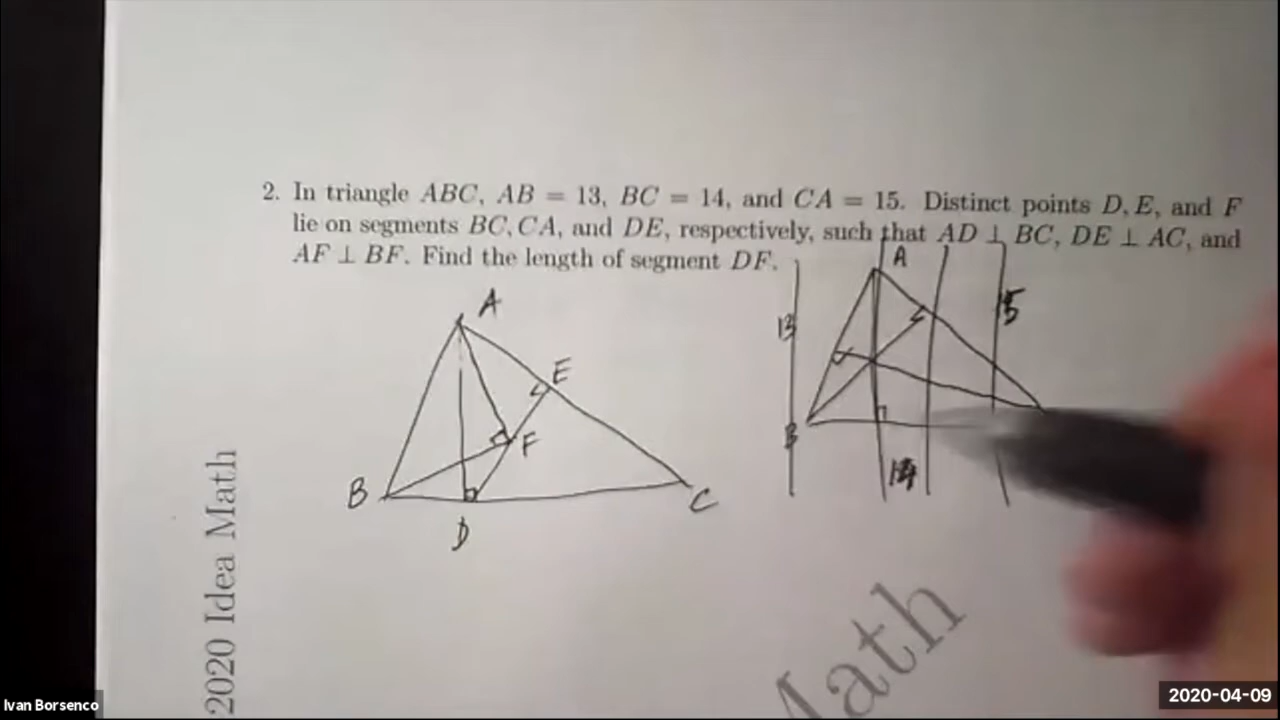 2. In triangle ABC, AB = 13, BC = 14, and CA = 15. Distinct points D, E, and F
lie on segments BC, CA, and DE, respectively, such that AD ⊥ BC, DE ⊥ AC, and
AF ⊥ BF. Find the length of segment DF.
A
E
F
B
D
C
A
13
15
B
14
2020 Idea Math
Math
Ivan Borsenco
2020-04-09